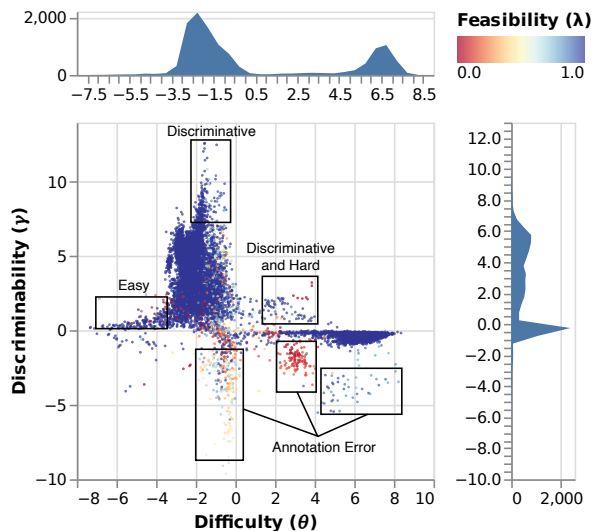 2,000
0
−7.5 −5.5 −3.5 −1.5 0.5 2.5 4.5 6.5 8.5
Feasibility (λ)
0.0 1.0
Discriminative
Discriminative
and Hard
Easy
Annotation Error
10
5
0
−5
−10
Discriminability (γ)
−8 −6 −4 −2 0 2 4 6 8 10
Difficulty (θ)
12.0
10.0
8.0
6.0
4.0
2.0
0.0
−2.0
−4.0
−6.0
−8.0
−10.0
0 2,000